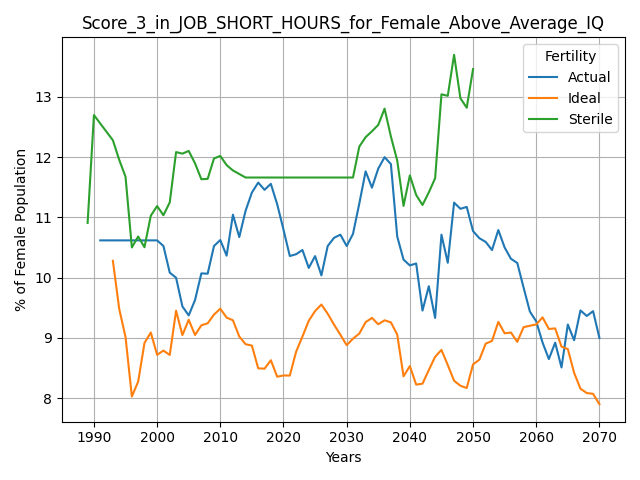 Score_3_in_JOB_SHORT_HOURS_for_Female_Above_Average_IQ
Fertility
Actual
Ideal
Sterile
% of Female Population
13
12
11
10
9
8
1990 2000 2010 2020 2030 2040 2050 2060 2070
Years